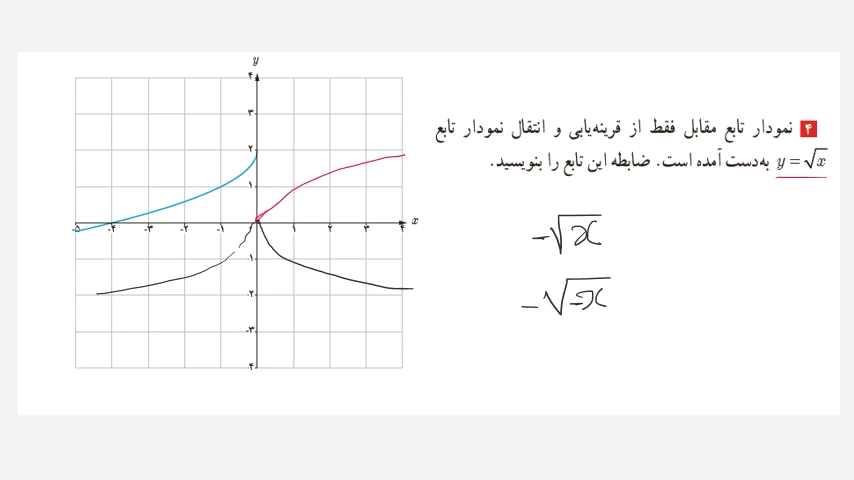 ۴ نمودار تابع مقابل فقط از قرینه‌یابی و انتقال نمودار تابع
y = √x به‌دست آمده است. ضابطه این تابع را بنویسید.
-√x
-√-x
y
۴
۳
۲
۱
-۵ -۴ -۳ -۲ -۱ ۱ ۲ ۳ ۴ x
-۱
-۲
-۳
-۴